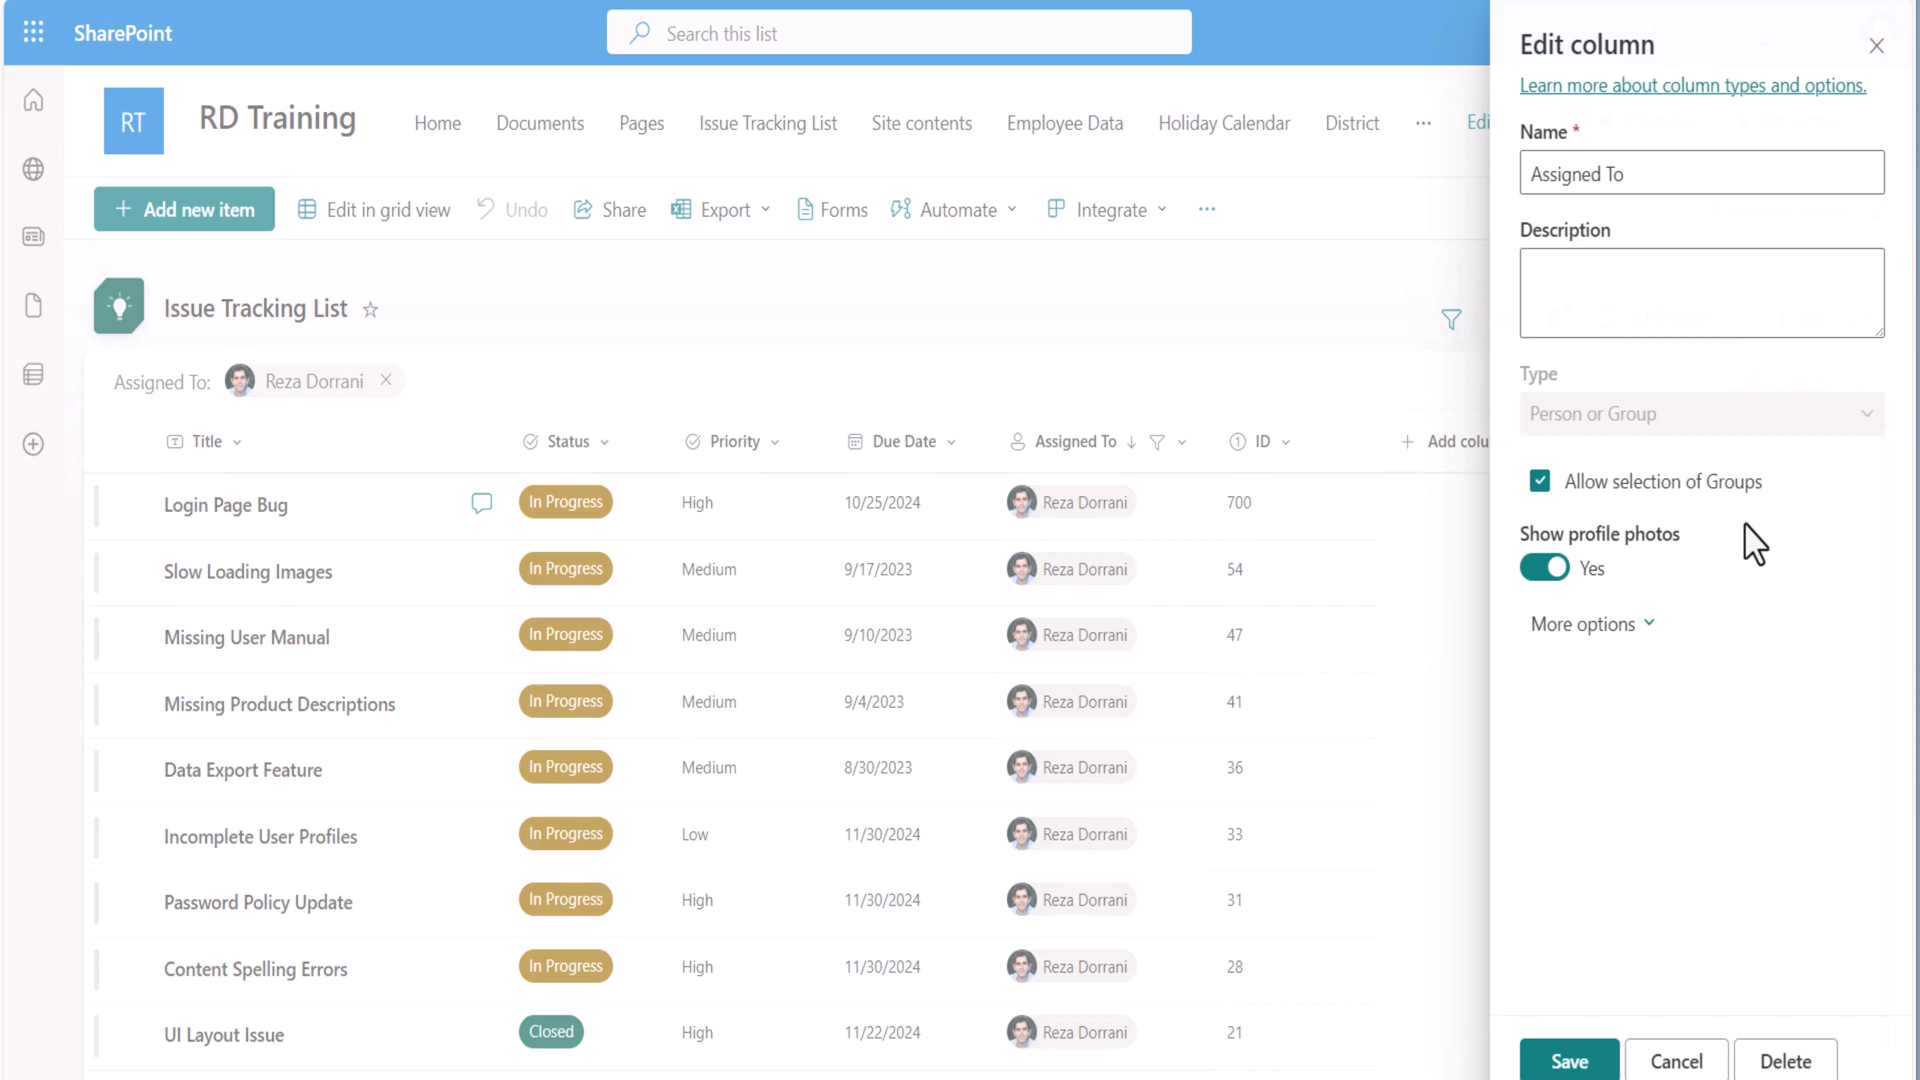 SharePoint
Search this list
RT
RD Training
Home Documents Pages Issue Tracking List Site contents Employee Data Holiday Calendar District ··· Edi
+ Add new item Edit in grid view Undo Share Export Forms Automate Integrate ···
Issue Tracking List
Assigned To: Reza Dorrani
Title Status Priority Due Date Assigned To ID + Add colu
Login Page Bug In Progress High 10/25/2024 Reza Dorrani 700
Slow Loading Images In Progress Medium 9/17/2023 Reza Dorrani 54
Missing User Manual In Progress Medium 9/10/2023 Reza Dorrani 47
Missing Product Descriptions In Progress Medium 9/4/2023 Reza Dorrani 41
Data Export Feature In Progress Medium 8/30/2023 Reza Dorrani 36
Incomplete User Profiles In Progress Low 11/30/2024 Reza Dorrani 33
Password Policy Update In Progress High 11/30/2024 Reza Dorrani 31
Content Spelling Errors In Progress High 11/30/2024 Reza Dorrani 28
UI Layout Issue Closed High 11/22/2024 Reza Dorrani 21
Edit column
Learn more about column types and options.
Name *
Assigned To
Description
Type
Person or Group
Allow selection of Groups
Show profile photos
Yes
More options
Save Cancel Delete